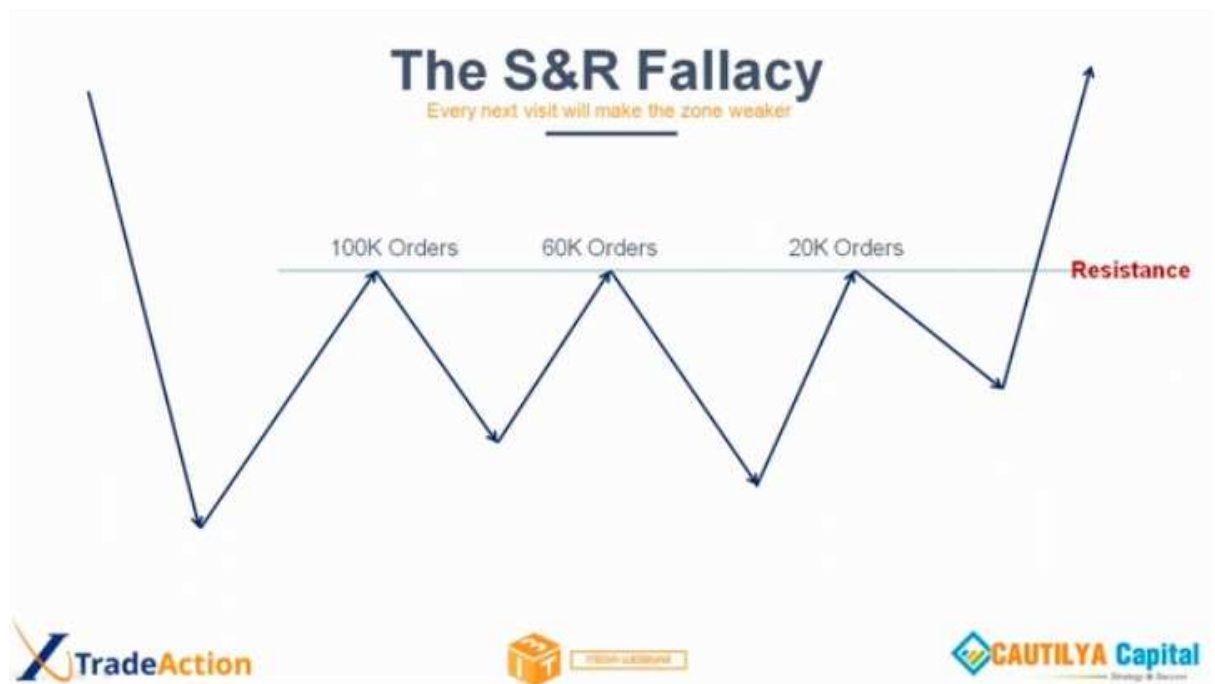 The S&R Fallacy
Every next visit will make the zone weaker
100K Orders 60K Orders 20K Orders
Resistance
TradeAction
CAUTILYA Capital